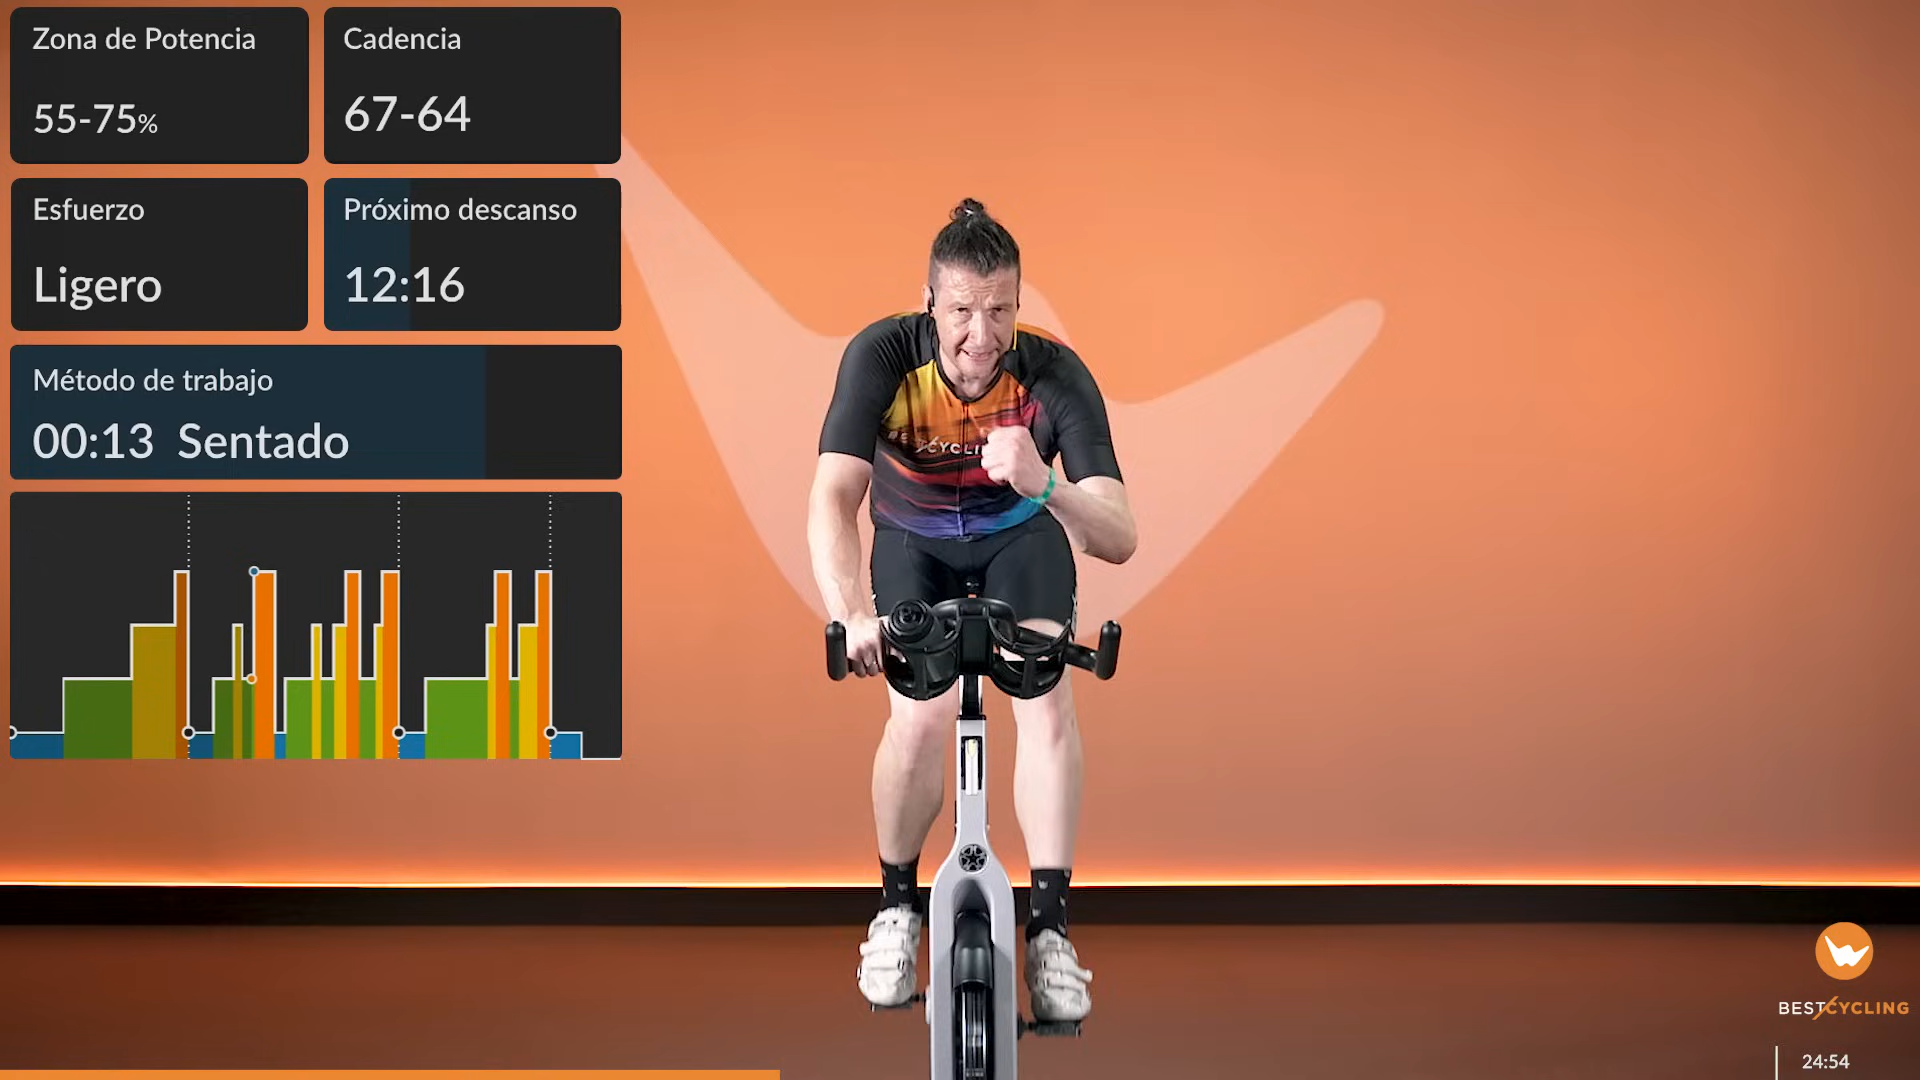 Zona de Potencia
55-75%
Cadencia
67-64
Esfuerzo
Ligero
Próximo descanso
12:16
Método de trabajo
00:13 Sentado
BESTCYCLING
24:54